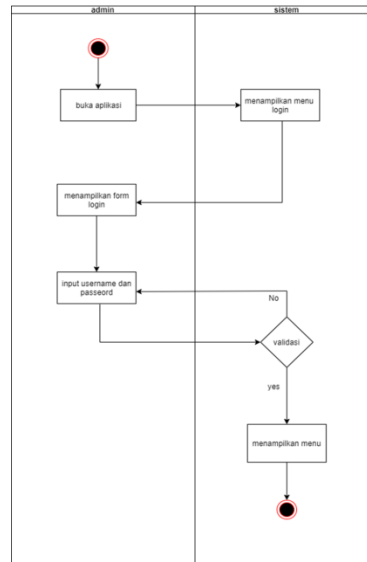 admin
sistem
buka aplikasi
menampilkan menu
login
menampilkan form
login
input username dan
passeord
No
validasi
yes
menampilkan menu